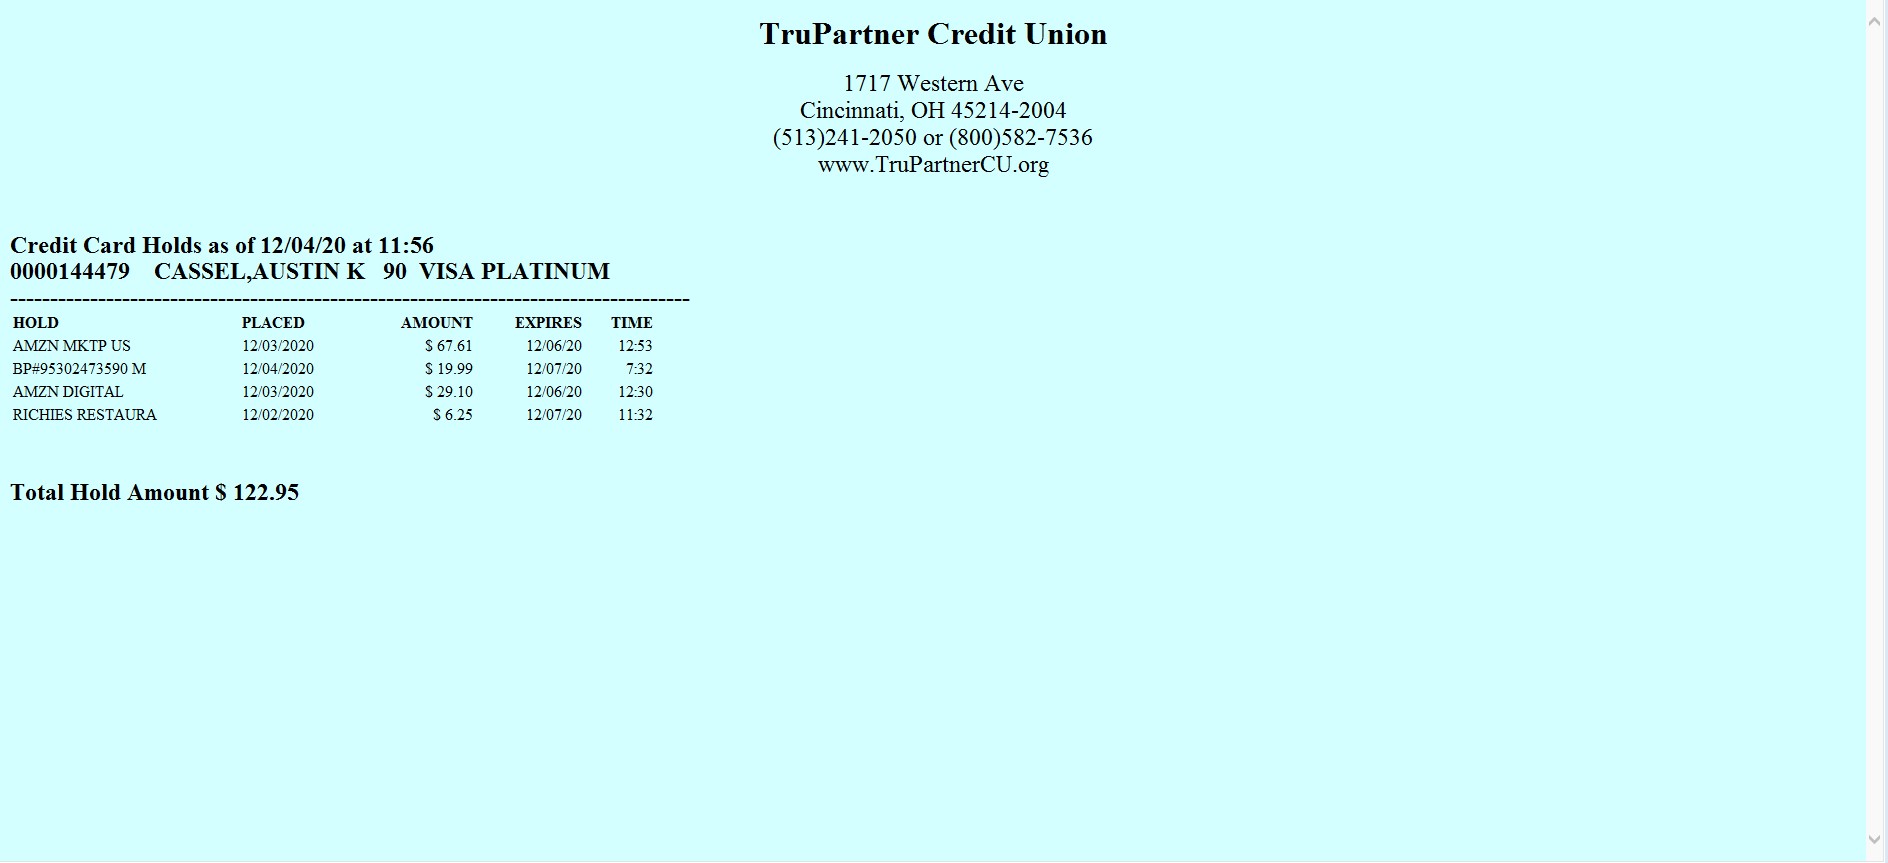 TruPartner Credit Union
1717 Western Ave
Cincinnati, OH 45214-2004
(513)241-2050 or (800)582-7536
www.TruPartnerCU.org
Credit Card Holds as of 12/04/20 at 11:56
0000144479 CASSEL,AUSTIN K 90 VISA PLATINUM
-------------------------------------------------------------------------------------
HOLD PLACED AMOUNT EXPIRES TIME
AMZN MKTP US 12/03/2020 $ 67.61 12/06/20 12:53
BP#95302473590 M 12/04/2020 $ 19.99 12/07/20 7:32
AMZN DIGITAL 12/03/2020 $ 29.10 12/06/20 12:30
RICHIES RESTAURA 12/02/2020 $ 6.25 12/07/20 11:32
Total Hold Amount $ 122.95